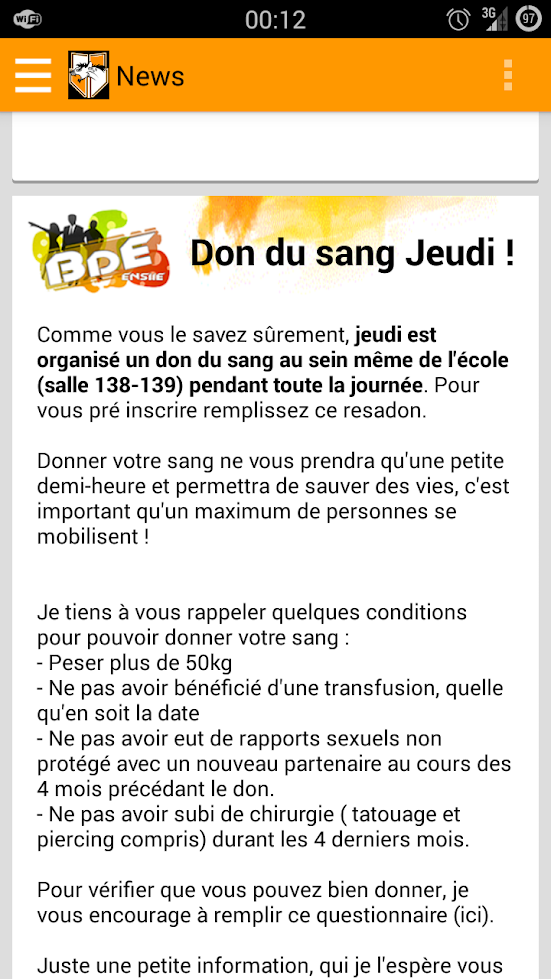 WiFi 00:12 3G 97
News
BDE
ENSIIE
Don du sang Jeudi !
Comme vous le savez sûrement, jeudi est
organisé un don du sang au sein même de l'école
(salle 138-139) pendant toute la journée. Pour
vous pré inscrire remplissez ce resadon.
Donner votre sang ne vous prendra qu'une petite
demi-heure et permettra de sauver des vies, c'est
important qu'un maximum de personnes se
mobilisent !
Je tiens à vous rappeler quelques conditions
pour pouvoir donner votre sang :
- Peser plus de 50kg
- Ne pas avoir bénéficié d'une transfusion, quelle
qu'en soit la date
- Ne pas avoir eut de rapports sexuels non
protégé avec un nouveau partenaire au cours des
4 mois précédant le don.
- Ne pas avoir subi de chirurgie ( tatouage et
piercing compris) durant les 4 derniers mois.
Pour vérifier que vous pouvez bien donner, je
vous encourage à remplir ce questionnaire (ici).
Juste une petite information, qui je l'espère vous